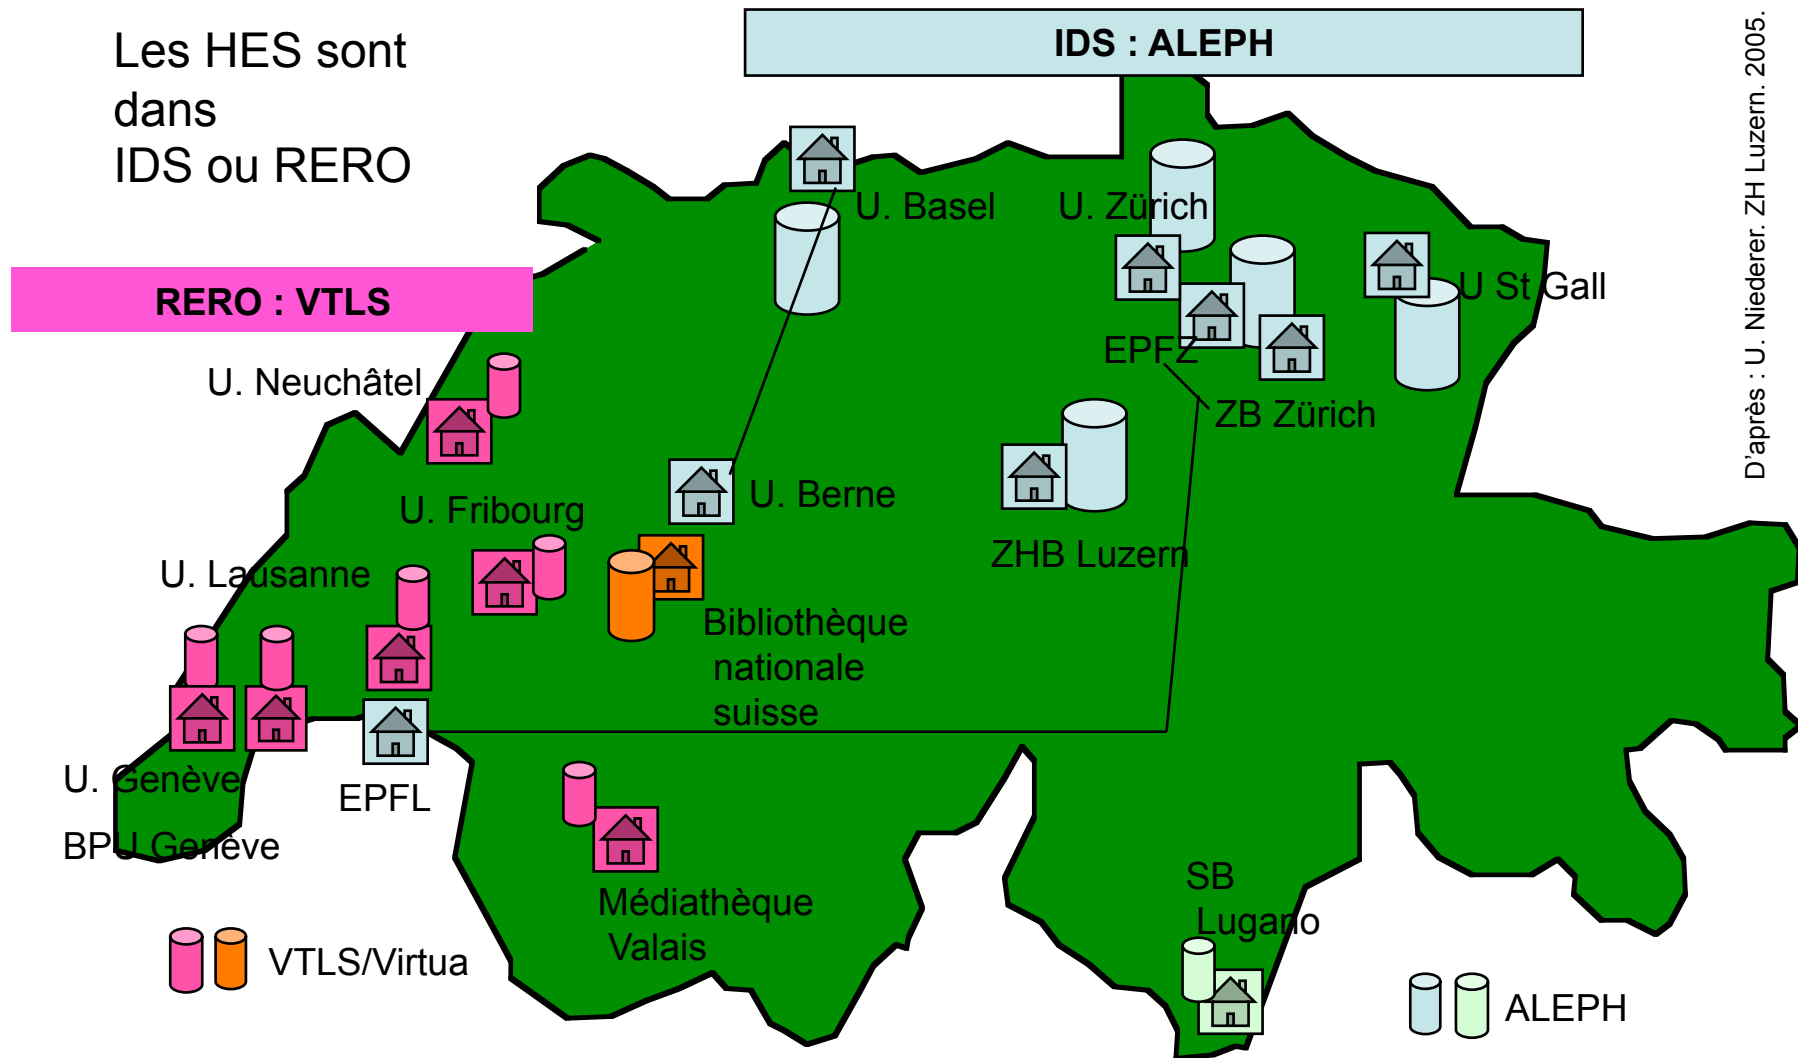 Les HES sont
dans
IDS ou RERO
IDS : ALEPH
D'après : U. Niederer. ZH Luzern. 2005.
RERO : VTLS
U. Basel
U. Zürich
U St Gall
EPFZ
ZB Zürich
U. Neuchâtel
U. Berne
U. Fribourg
ZHB Luzern
U. Lausanne
Bibliothèque
nationale
suisse
U. Genève
EPFL
BPU Genève
Médiathèque
Valais
SB
Lugano
VTLS/Virtua
ALEPH